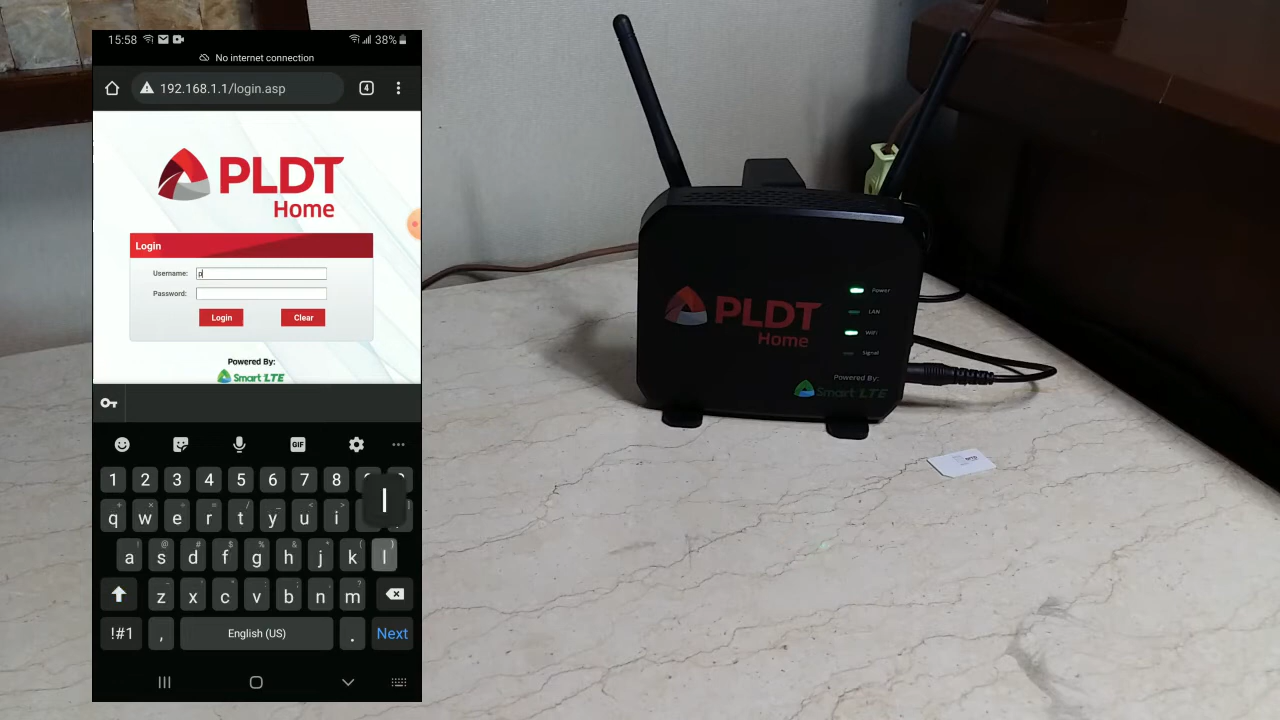 15:58
38%
No internet connection
192.168.1.1/login.asp
4
PLDT
Home
Login
Username: p
Password:
Login Clear
Powered By:
Smart LTE
GIF
1 2 3 4 5 6 7 8
l
q w e r t y u i
a s d f g h j k l
z x c v b n m
!#1 , English (US) . Next
PLDT
Home
Power
LAN
WiFi
Signal
Powered By:
Smart LTE